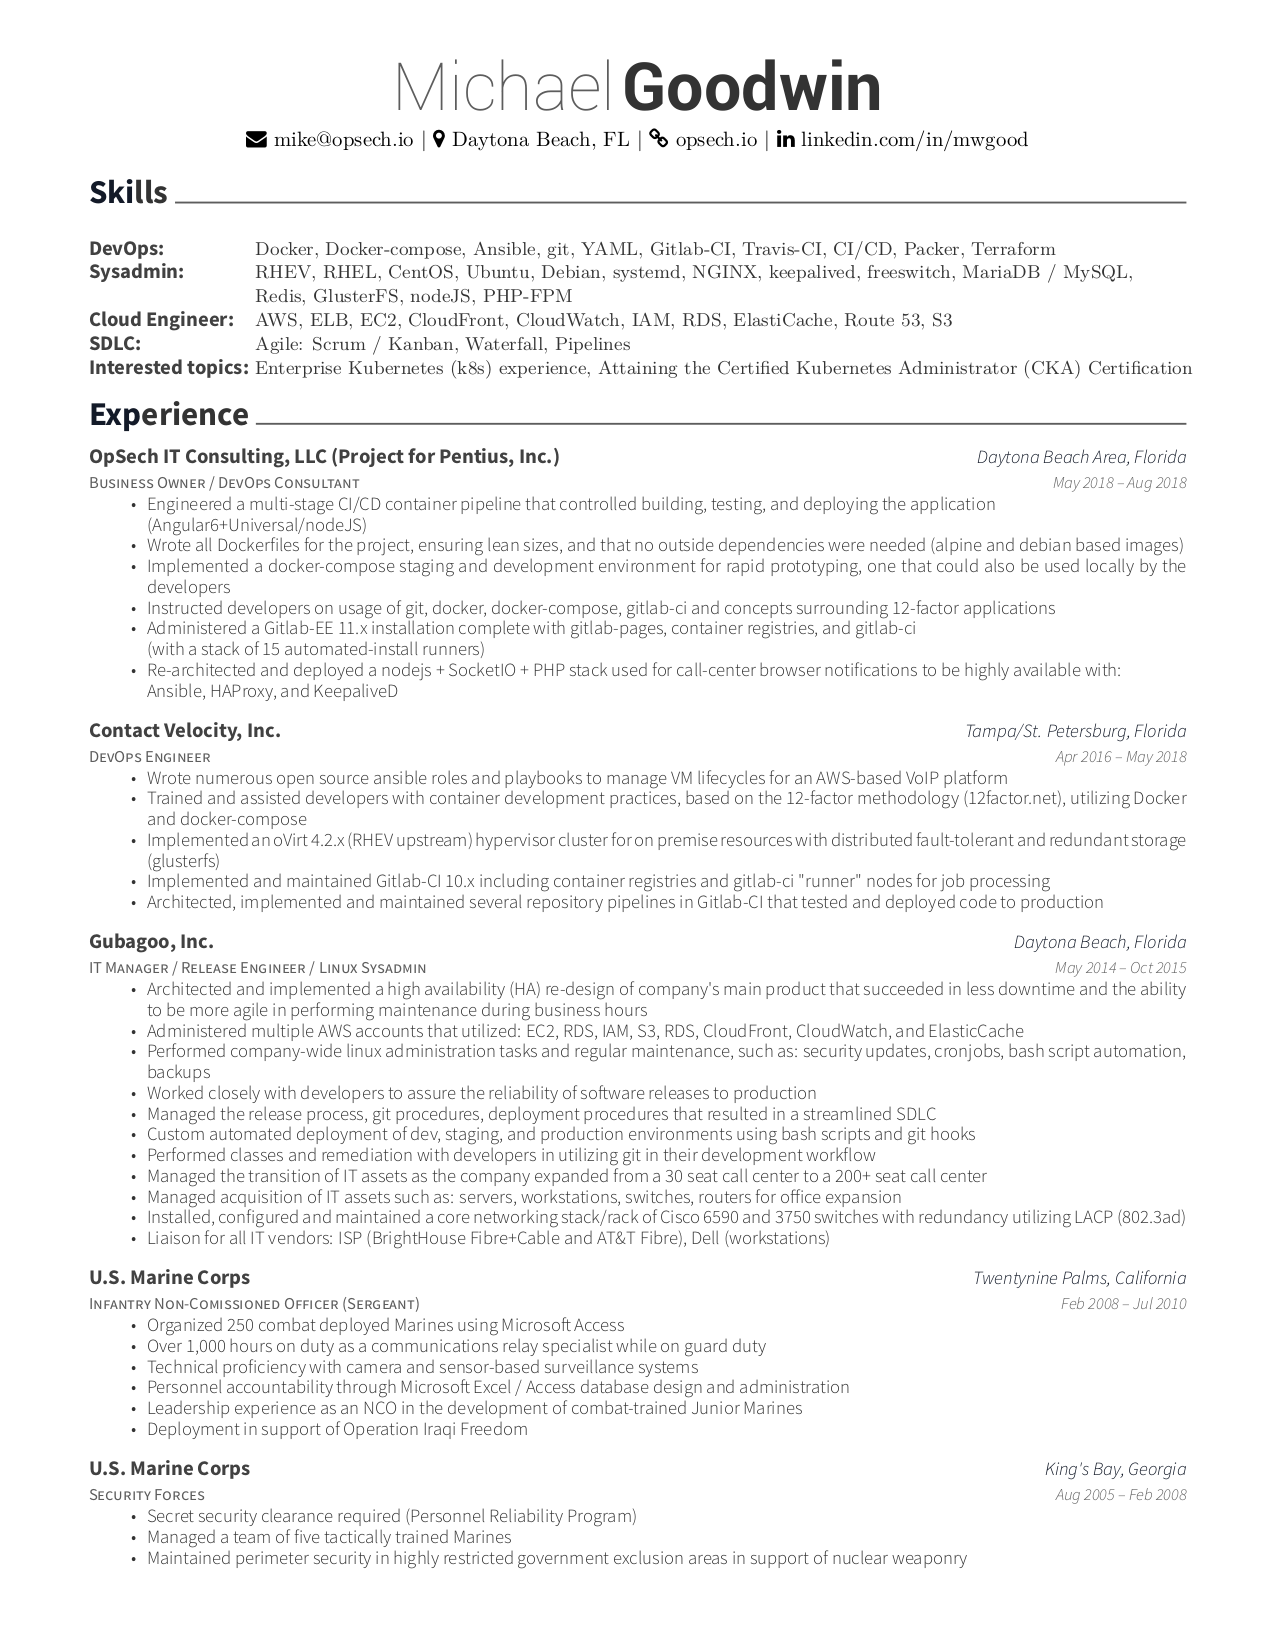 Michael Goodwin
mike@opsech.io | Daytona Beach, FL | opsech.io | linkedin.com/in/mwgood
Skills
DevOps: Docker, Docker-compose, Ansible, git, YAML, Gitlab-CI, Travis-CI, CI/CD, Packer, Terraform
Sysadmin: RHEV, RHEL, CentOS, Ubuntu, Debian, systemd, NGINX, keepalived, freeswitch, MariaDB / MySQL,
Redis, GlusterFS, nodeJS, PHP-FPM
Cloud Engineer: AWS, ELB, EC2, CloudFront, CloudWatch, IAM, RDS, ElastiCache, Route 53, S3
SDLC: Agile: Scrum / Kanban, Waterfall, Pipelines
Interested topics: Enterprise Kubernetes (k8s) experience, Attaining the Certified Kubernetes Administrator (CKA) Certification
Experience
OpSech IT Consulting, LLC (Project for Pentius, Inc.) Daytona Beach Area, Florida
Business Owner / DevOps Consultant May 2018 – Aug 2018
• Engineered a multi-stage CI/CD container pipeline that controlled building, testing, and deploying the application
(Angular6+Universal/nodeJS)
• Wrote all Dockerfiles for the project, ensuring lean sizes, and that no outside dependencies were needed (alpine and debian based images)
• Implemented a docker-compose staging and development environment for rapid prototyping, one that could also be used locally by the
developers
• Instructed developers on usage of git, docker, docker-compose, gitlab-ci and concepts surrounding 12-factor applications
• Administered a Gitlab-EE 11.x installation complete with gitlab-pages, container registries, and gitlab-ci
(with a stack of 15 automated-install runners)
• Re-architected and deployed a nodejs + SocketIO + PHP stack used for call-center browser notifications to be highly available with:
Ansible, HAProxy, and KeepaliveD
Contact Velocity, Inc. Tampa/St. Petersburg, Florida
DevOps Engineer Apr 2016 – May 2018
• Wrote numerous open source ansible roles and playbooks to manage VM lifecycles for an AWS-based VoIP platform
• Trained and assisted developers with container development practices, based on the 12-factor methodology (12factor.net), utilizing Docker
and docker-compose
• Implemented an oVirt 4.2.x (RHEV upstream) hypervisor cluster for on premise resources with distributed fault-tolerant and redundant storage
(glusterfs)
• Implemented and maintained Gitlab-CI 10.x including container registries and gitlab-ci "runner" nodes for job processing
• Architected, implemented and maintained several repository pipelines in Gitlab-CI that tested and deployed code to production
Gubagoo, Inc. Daytona Beach, Florida
IT Manager / Release Engineer / Linux Sysadmin May 2014 – Oct 2015
• Architected and implemented a high availability (HA) re-design of company's main product that succeeded in less downtime and the ability
to be more agile in performing maintenance during business hours
• Administered multiple AWS accounts that utilized: EC2, RDS, IAM, S3, RDS, CloudFront, CloudWatch, and ElasticCache
• Performed company-wide linux administration tasks and regular maintenance, such as: security updates, cronjobs, bash script automation,
backups
• Worked closely with developers to assure the reliability of software releases to production
• Managed the release process, git procedures, deployment procedures that resulted in a streamlined SDLC
• Custom automated deployment of dev, staging, and production environments using bash scripts and git hooks
• Performed classes and remediation with developers in utilizing git in their development workflow
• Managed the transition of IT assets as the company expanded from a 30 seat call center to a 200+ seat call center
• Managed acquisition of IT assets such as: servers, workstations, switches, routers for office expansion
• Installed, configured and maintained a core networking stack/rack of Cisco 6590 and 3750 switches with redundancy utilizing LACP (802.3ad)
• Liaison for all IT vendors: ISP (BrightHouse Fibre+Cable and AT&T Fibre), Dell (workstations)
U.S. Marine Corps Twentynine Palms, California
Infantry Non-Comissioned Officer (Sergeant) Feb 2008 – Jul 2010
• Organized 250 combat deployed Marines using Microsoft Access
• Over 1,000 hours on duty as a communications relay specialist while on guard duty
• Technical proficiency with camera and sensor-based surveillance systems
• Personnel accountability through Microsoft Excel / Access database design and administration
• Leadership experience as an NCO in the development of combat-trained Junior Marines
• Deployment in support of Operation Iraqi Freedom
U.S. Marine Corps King's Bay, Georgia
Security Forces Aug 2005 – Feb 2008
• Secret security clearance required (Personnel Reliability Program)
• Managed a team of five tactically trained Marines
• Maintained perimeter security in highly restricted government exclusion areas in support of nuclear weaponry